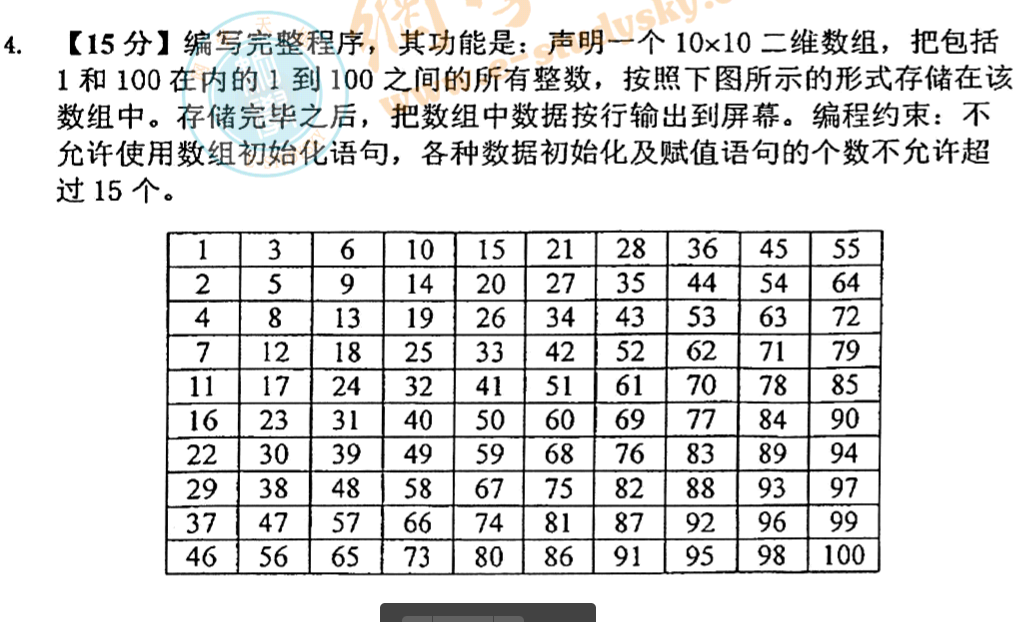 4. 【15 分】编写完整程序，其功能是：声明一个 10×10 二维数组，把包括
1 和 100 在内的 1 到 100 之间的所有整数，按照下图所示的形式存储在该
数组中。存储完毕之后，把数组中数据按行输出到屏幕。编程约束：不
允许使用数组初始化语句，各种数据初始化及赋值语句的个数不允许超
过 15 个。
1 3 6 10 15 21 28 36 45 55
2 5 9 14 20 27 35 44 54 64
4 8 13 19 26 34 43 53 63 72
7 12 18 25 33 42 52 62 71 79
11 17 24 32 41 51 61 70 78 85
16 23 31 40 50 60 69 77 84 90
22 30 39 49 59 68 76 83 89 94
29 38 48 58 67 75 82 88 93 97
37 47 57 66 74 81 87 92 96 99
46 56 65 73 80 86 91 95 98 100